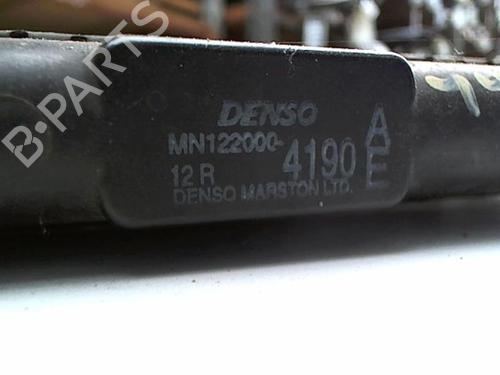 B-PARTS
DENSO
MN122000-4190
12 R
DENSO MARSTON LTD.
A
E